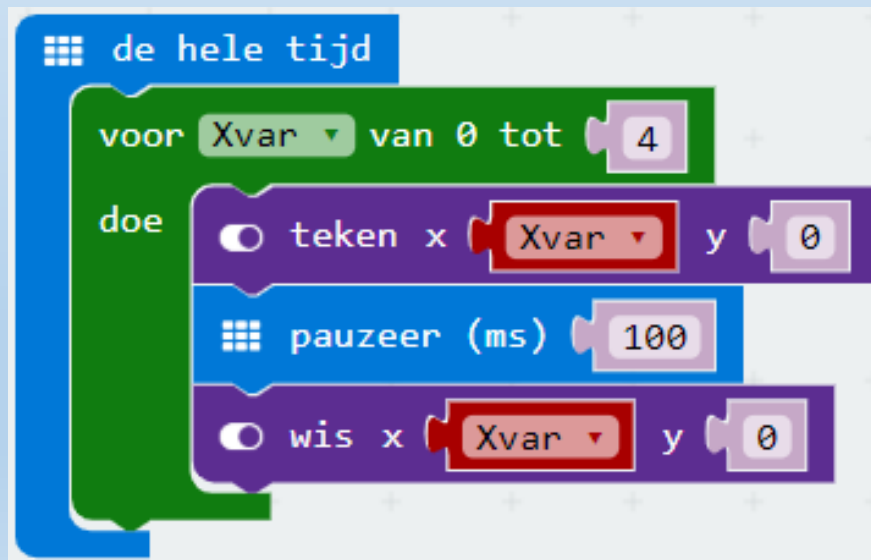 de hele tijd
voor Xvar van 0 tot 4
doe
teken x Xvar y 0
pauzeer (ms) 100
wis x Xvar y 0